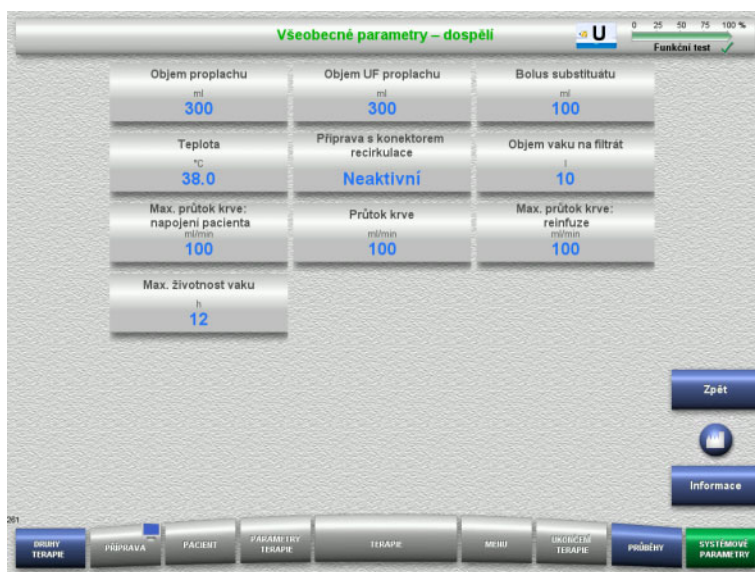 Všeobecné parametry – dospělí
U
0 25 50 75 100 %
Funkční test
Objem proplachu
ml
300
Objem UF proplachu
ml
300
Bolus substituátu
ml
100
Teplota
°C
38.0
Příprava s konektorem
recirkulace
Neaktivní
Objem vaku na filtrát
l
10
Max. průtok krve:
napojení pacienta
ml/min
100
Průtok krve
ml/min
100
Max. průtok krve:
reinfuze
ml/min
100
Max. životnost vaku
h
12
Zpět
Informace
261
DRUHY
TERAPIE
PŘÍPRAVA
PACIENT
PARAMETRY
TERAPIE
TERAPIE
MENU
UKONČENÍ
TERAPIE
PRŮBĚHY
SYSTÉMOVÉ
PARAMETRY